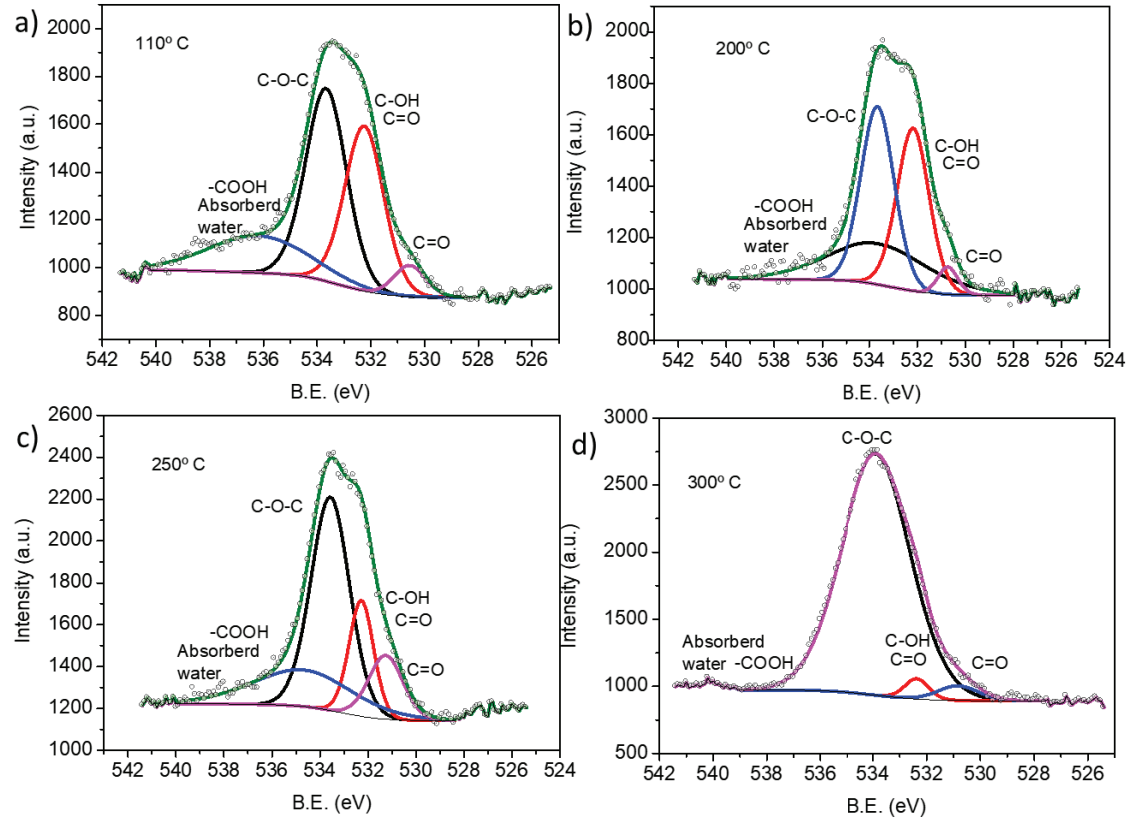 a)
110º C
C-O-C
C-OH
C=O
-COOH
Absorberd
water
C=O
2000
1800
1600
1400
1200
1000
800
542 540 538 536 534 532 530 528 526
Intensity (a.u.)
B.E. (eV)
b)
200º C
C-O-C
C-OH
C=O
-COOH
Absorberd
water
C=O
2000
1800
1600
1400
1200
1000
800
542 540 538 536 534 532 530 528 526 524
Intensity (a.u.)
B.E. (eV)
c)
250º C
C-O-C
C-OH
C=O
-COOH
Absorberd
water
C=O
2600
2400
2200
2000
1800
1600
1400
1200
1000
542 540 538 536 534 532 530 528 526 524
Intensity (a.u.)
B.E. (eV)
d)
C-O-C
300º C
Absorberd
water -COOH
C-OH
C=O
C=O
3000
2500
2000
1500
1000
500
542 540 538 536 534 532 530 528 526
Intensity (a.u.)
B.E. (eV)